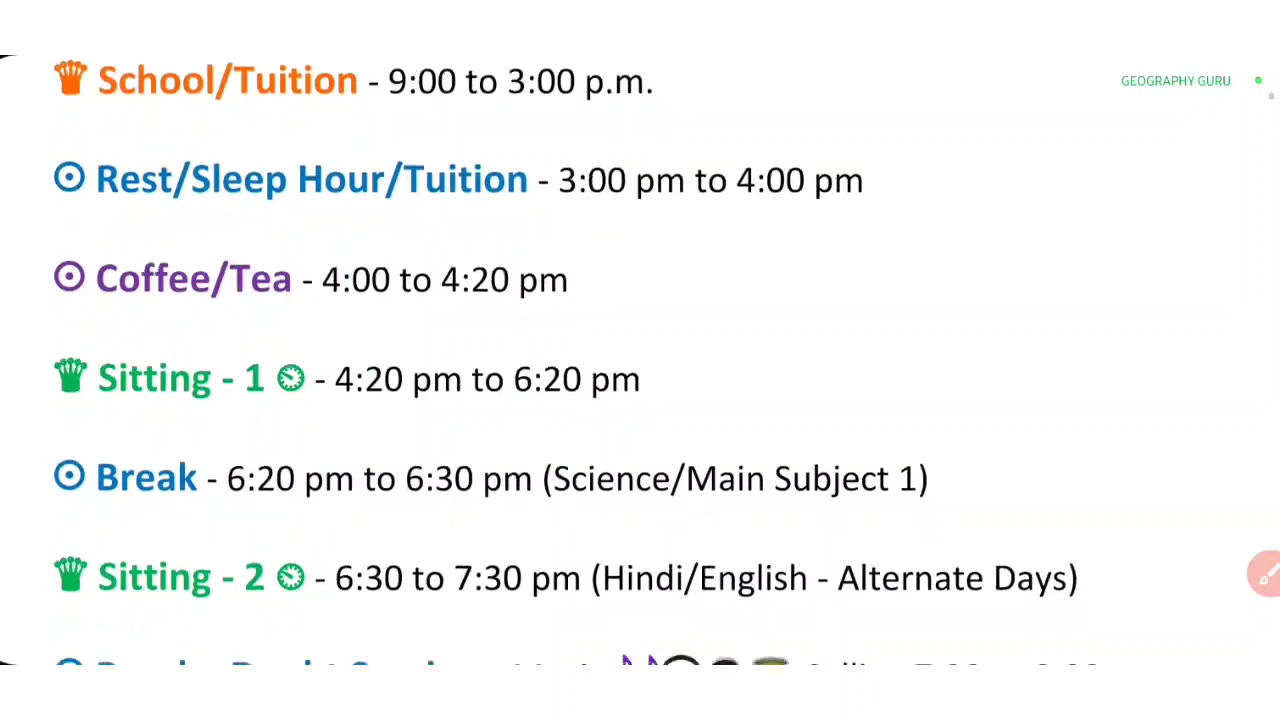 School/Tuition - 9:00 to 3:00 p.m.
GEOGRAPHY GURU
Rest/Sleep Hour/Tuition - 3:00 pm to 4:00 pm
Coffee/Tea - 4:00 to 4:20 pm
Sitting - 1 - 4:20 pm to 6:20 pm
Break - 6:20 pm to 6:30 pm (Science/Main Subject 1)
Sitting - 2 - 6:30 to 7:30 pm (Hindi/English - Alternate Days)